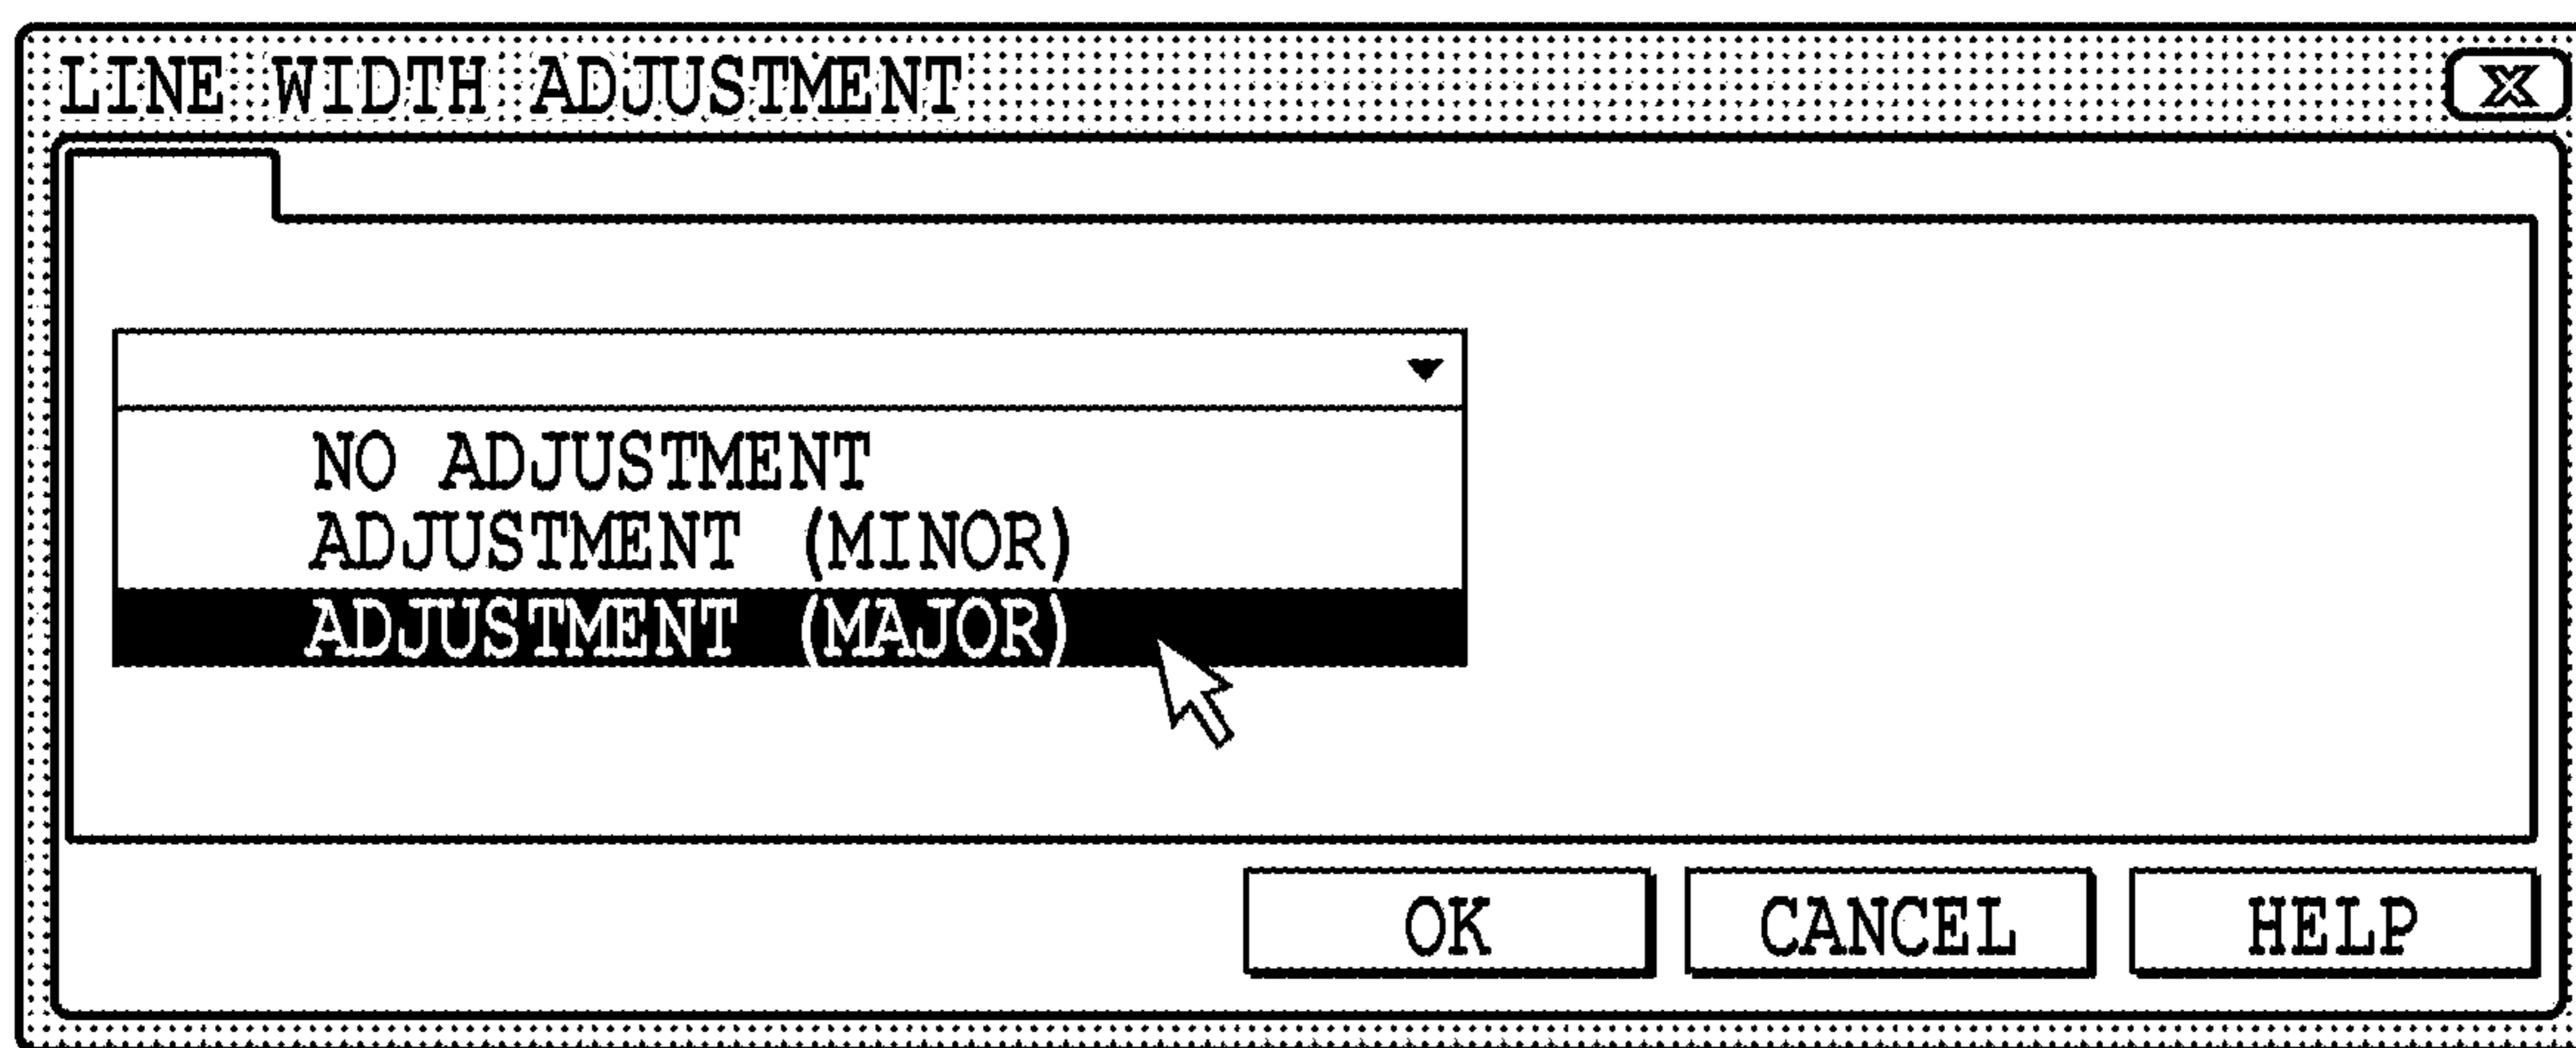 LINE WIDTH ADJUSTMENT
X
NO ADJUSTMENT
ADJUSTMENT (MINOR)
ADJUSTMENT (MAJOR)
OK CANCEL HELP